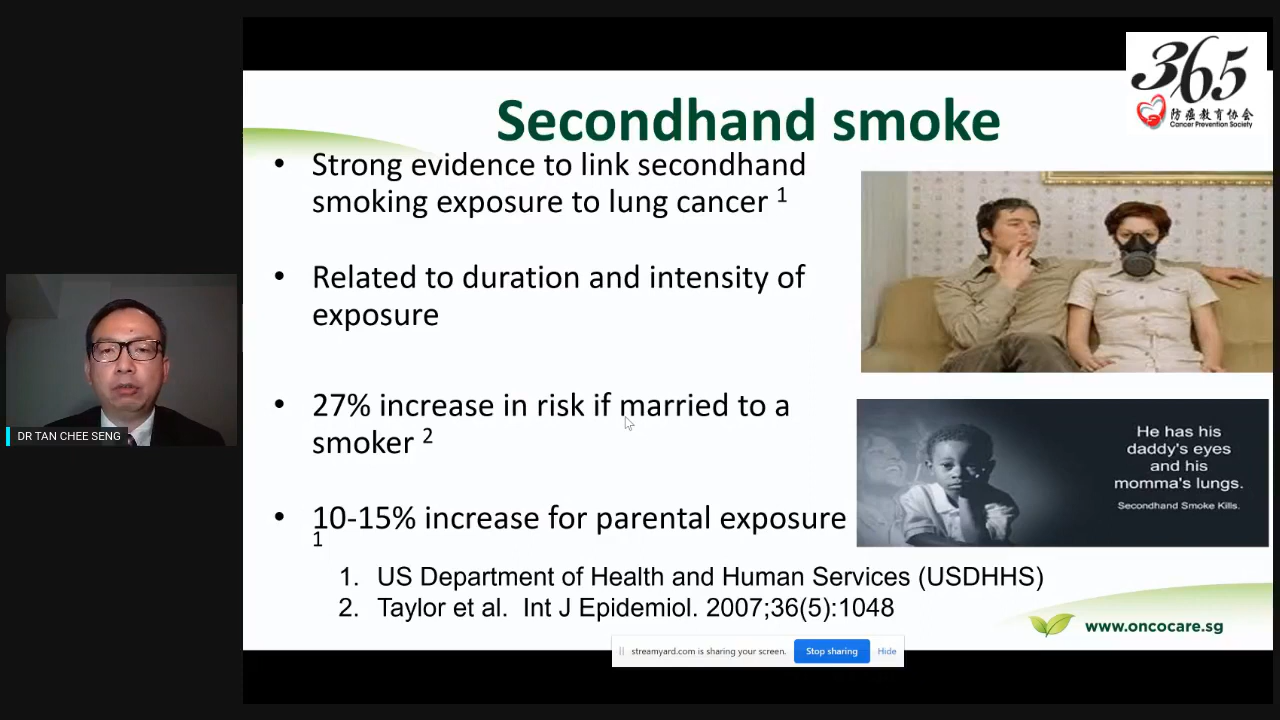 365
防癌教育协会
Cancer Prevention Society
Secondhand smoke
• Strong evidence to link secondhand
smoking exposure to lung cancer 1
• Related to duration and intensity of
exposure
• 27% increase in risk if married to a
smoker 2
• 10-15% increase for parental exposure
1
1. US Department of Health and Human Services (USDHHS)
2. Taylor et al. Int J Epidemiol. 2007;36(5):1048
He has his
daddy's eyes
and his
momma's lungs.
Secondhand Smoke Kills.
DR TAN CHEE SENG
www.oncocare.sg
streamyard.com is sharing your screen. Stop sharing Hide